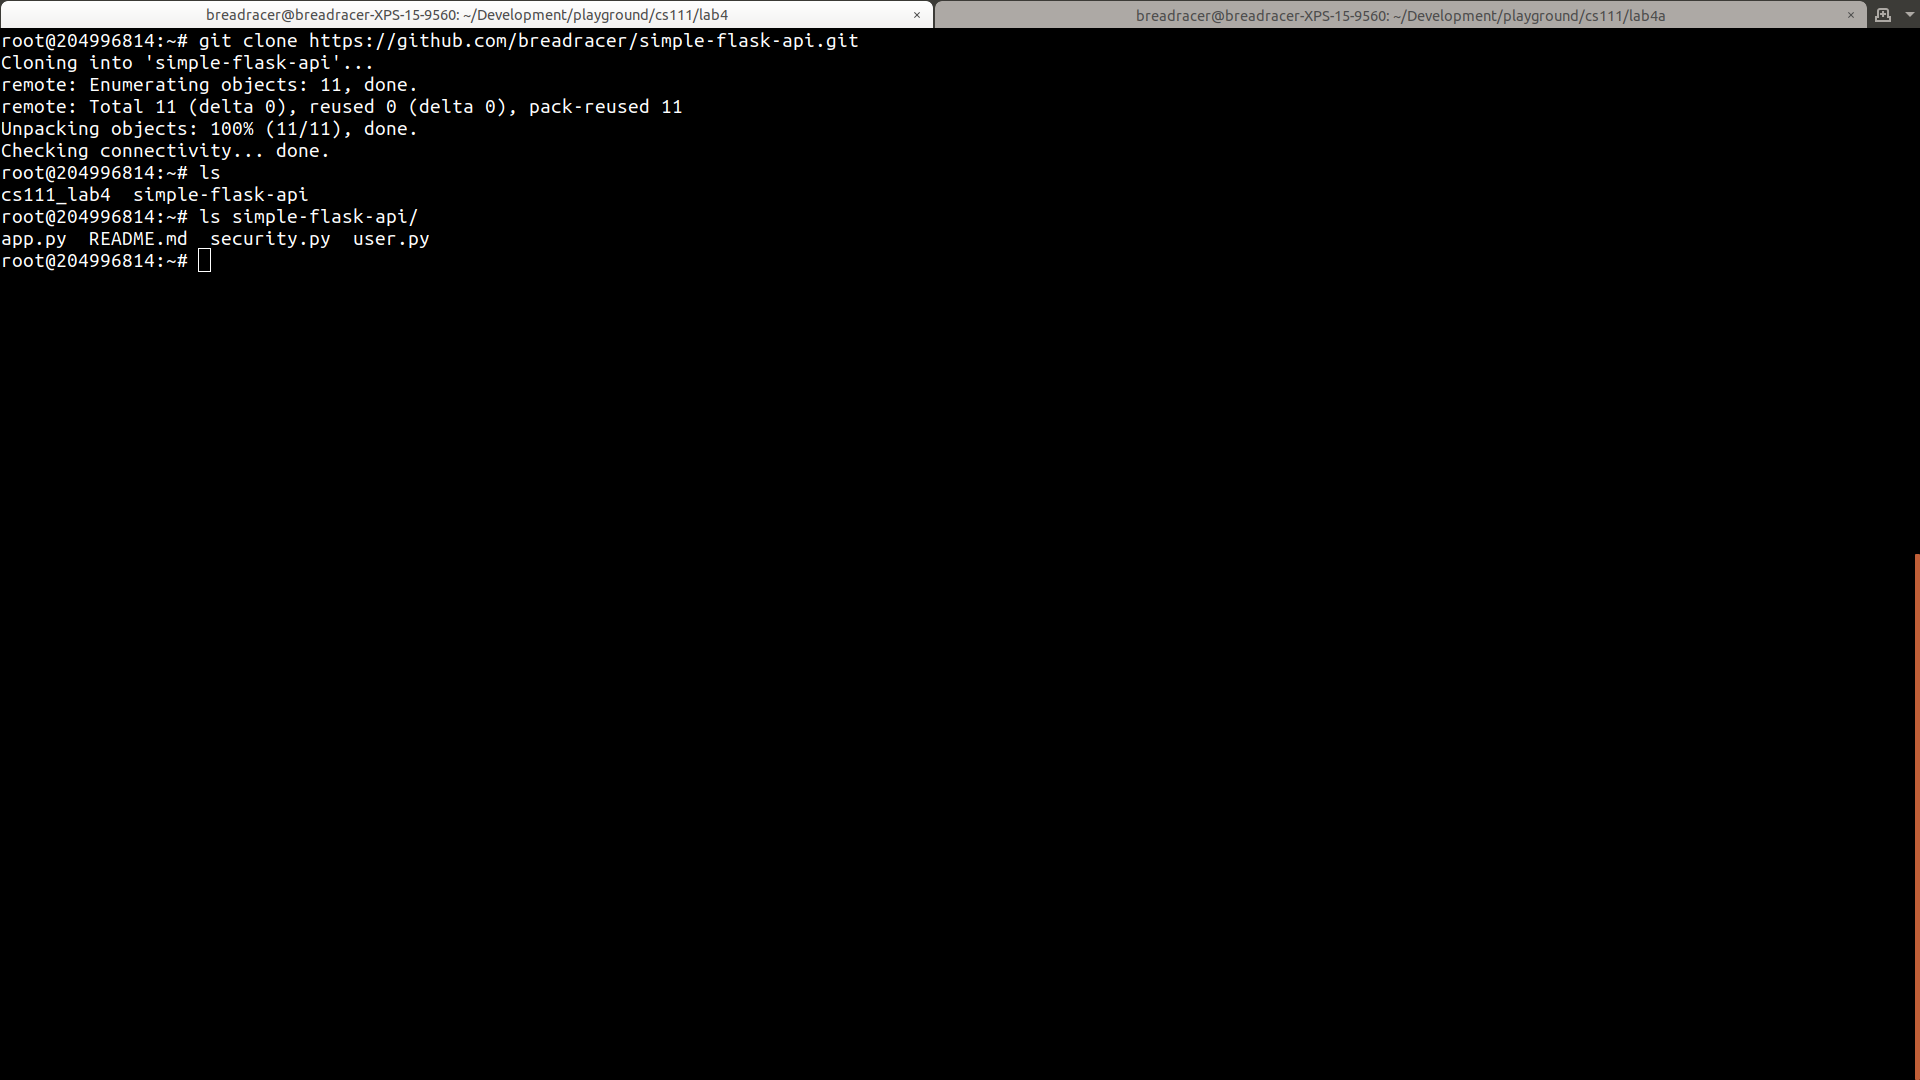 breadracer@breadracer-XPS-15-9560: ~/Development/playground/cs111/lab4 ×
breadracer@breadracer-XPS-15-9560: ~/Development/playground/cs111/lab4a ×
root@204996814:~# git clone https://github.com/breadracer/simple-flask-api.git
Cloning into 'simple-flask-api'...
remote: Enumerating objects: 11, done.
remote: Total 11 (delta 0), reused 0 (delta 0), pack-reused 11
Unpacking objects: 100% (11/11), done.
Checking connectivity... done.
root@204996814:~# ls
cs111_lab4  simple-flask-api
root@204996814:~# ls simple-flask-api/
app.py  README.md  security.py  user.py
root@204996814:~#